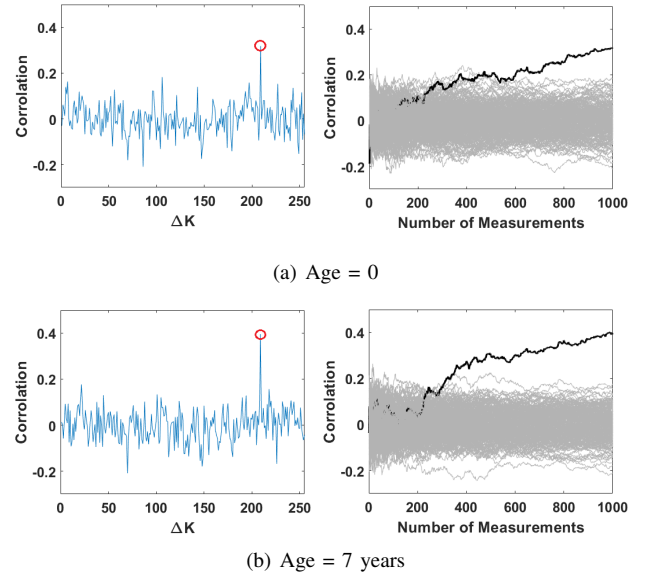 0.4
0.2
0
-0.2
Corrolation
0 50 100 150 200 250
ΔK
0.4
0.2
0
-0.2
Corrolation
0 200 400 600 800 1000
Number of Measurements
(a) Age = 0
0.4
0.2
0
-0.2
Corrolation
0 50 100 150 200 250
ΔK
0.4
0.2
0
-0.2
Corrolation
0 200 400 600 800 1000
Number of Measurements
(b) Age = 7 years